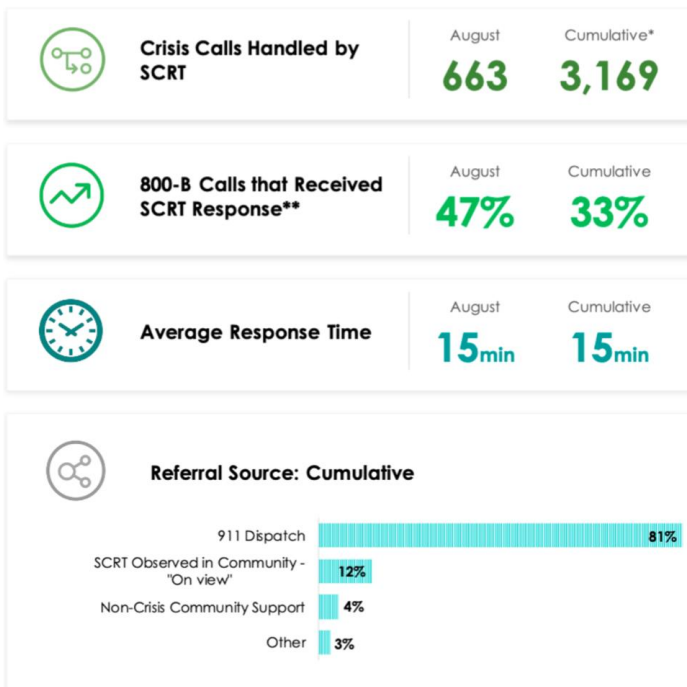 Crisis Calls Handled by
SCRT
August
663
Cumulative*
3,169
800-B Calls that Received
SCRT Response**
August
47%
Cumulative
33%
Average Response Time
August
15min
Cumulative
15min
Referral Source: Cumulative
911 Dispatch
81%
SCRT Observed in Community -
"On view"
12%
Non-Crisis Community Support
4%
Other
3%